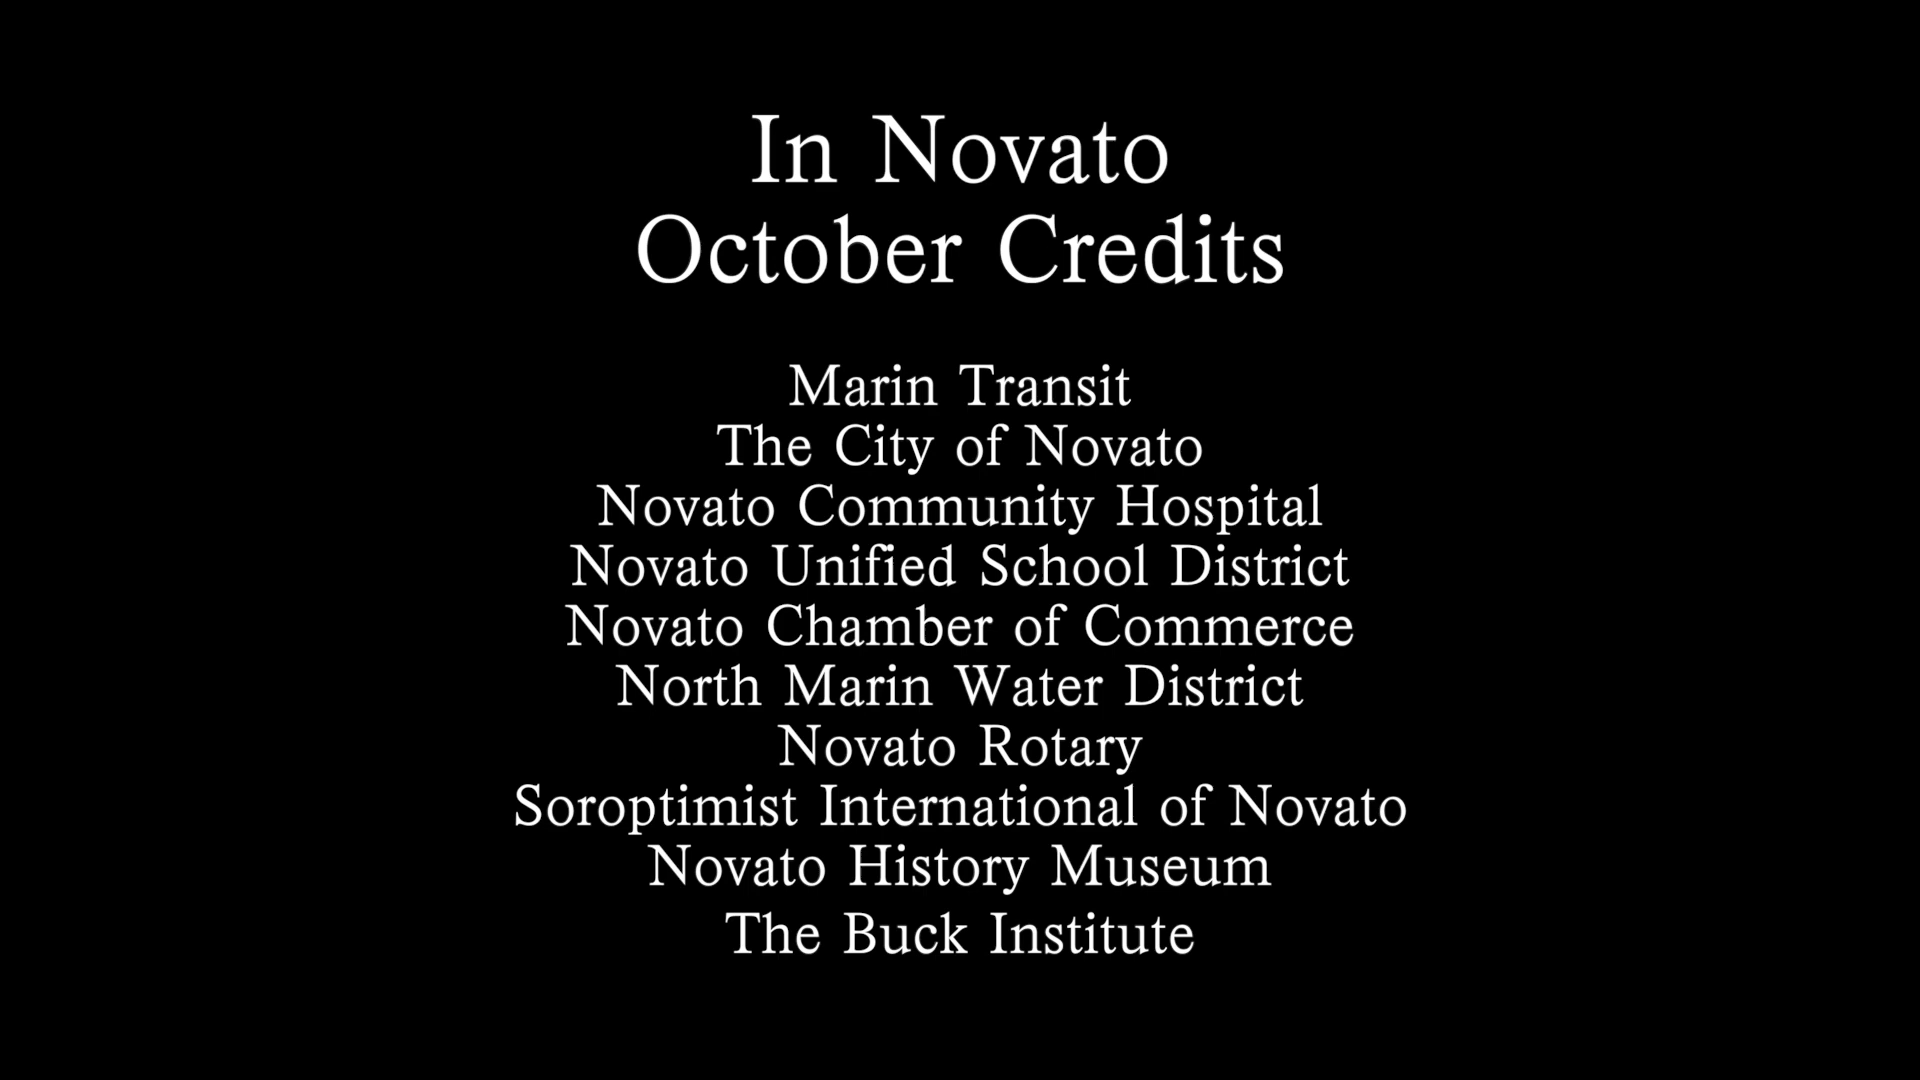 In Novato
October Credits
Marin Transit
The City of Novato
Novato Community Hospital
Novato Unified School District
Novato Chamber of Commerce
North Marin Water District
Novato Rotary
Soroptimist International of Novato
Novato History Museum
The Buck Institute